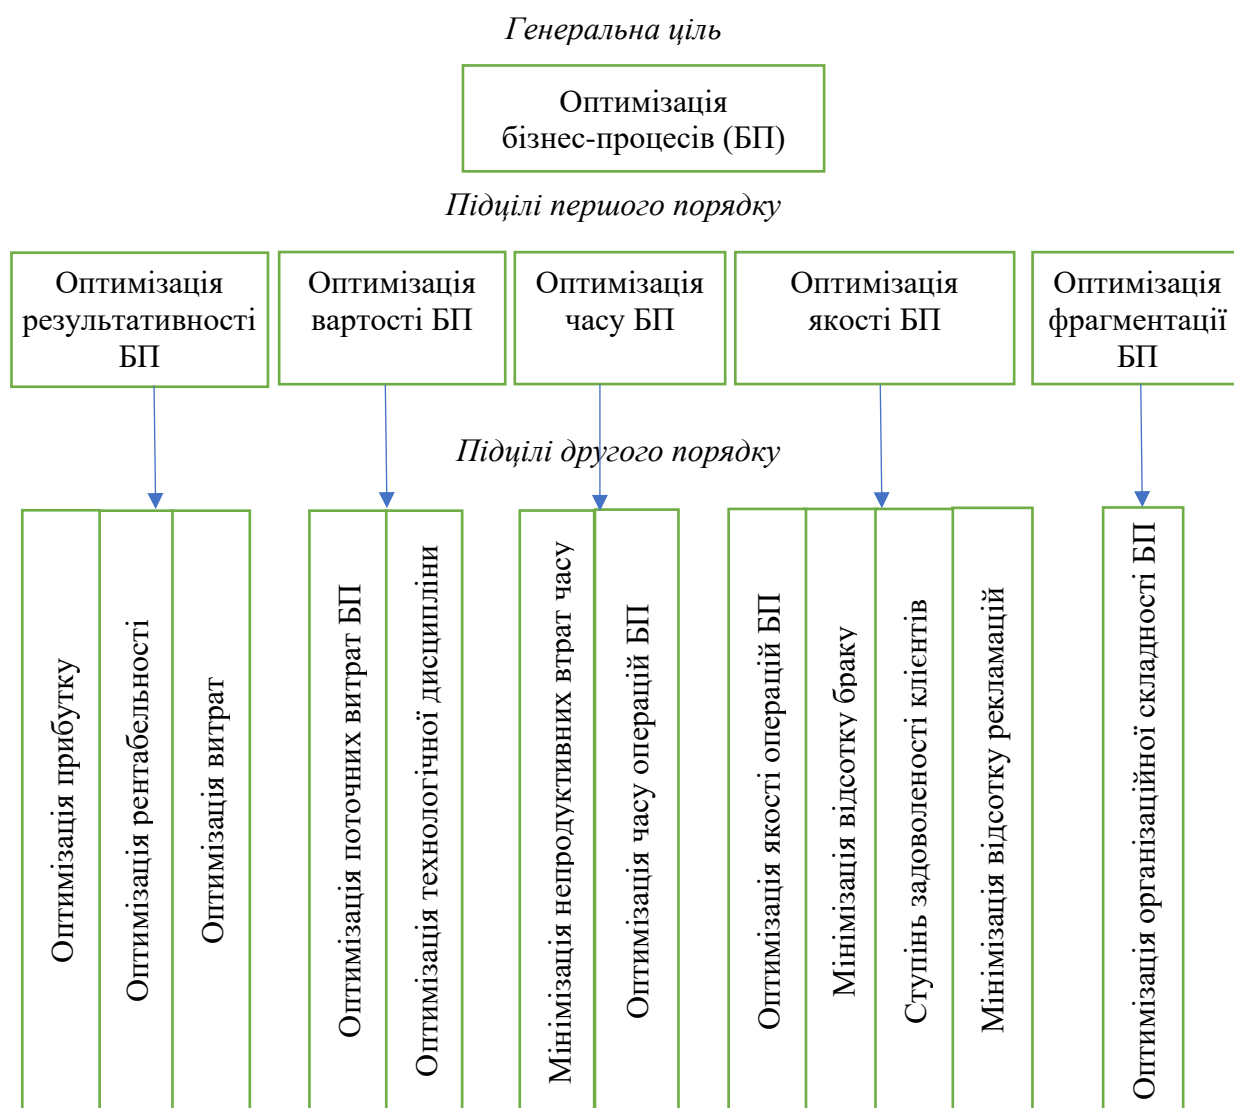 Генеральна ціль
Оптимізація
бізнес-процесів (БП)
Підцілі першого порядку
Оптимізація
результативності
БП
Оптимізація
вартості БП
Оптимізація
часу БП
Оптимізація
якості БП
Оптимізація
фрагментації
БП
Підцілі другого порядку
Оптимізація прибутку
Оптимізація рентабельності
Оптимізація витрат
Оптимізація поточних витрат БП
Оптимізація технологічної дисципліни
Мінімізація непродуктивних втрат часу
Оптимізація часу операцій БП
Оптимізація якості операцій БП
Мінімізація відсотку браку
Ступінь задоволеності клієнтів
Мінімізація відсотку рекламацій
Оптимізація організаційної складності БП